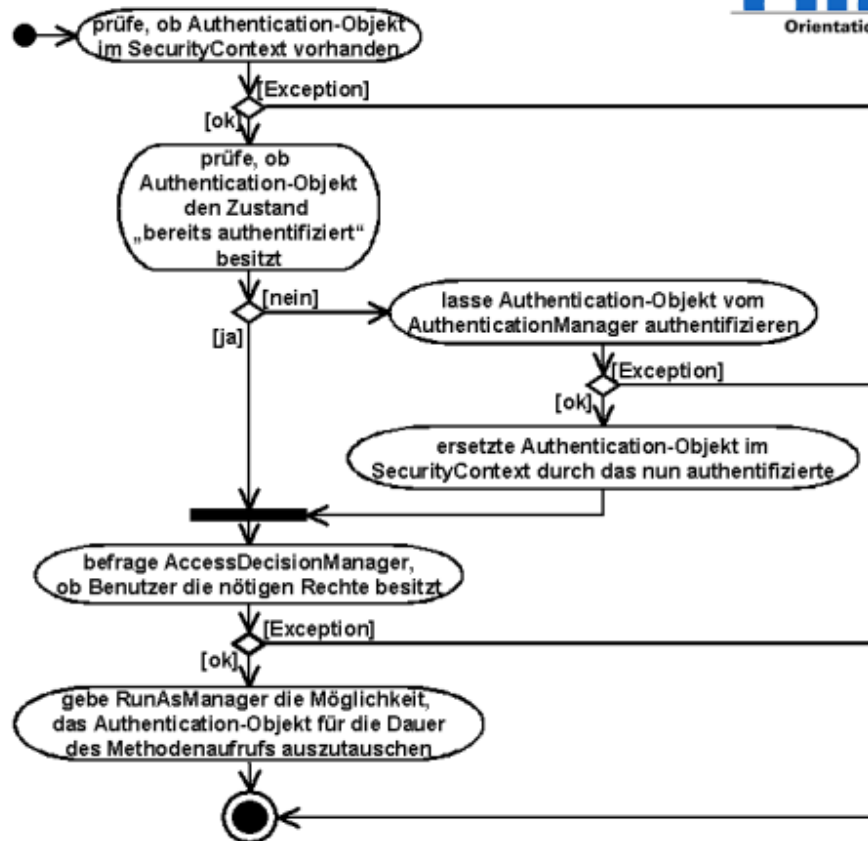 prüfe, ob Authentication-Objekt
im SecurityContext vorhanden
[Exception]
[ok]
prüfe, ob
Authentication-Objekt
den Zustand
„bereits authentifiziert“
besitzt
[nein]
[ja]
lasse Authentication-Objekt vom
AuthenticationManager authentifizieren
[Exception]
[ok]
ersetzte Authentication-Objekt im
SecurityContext durch das nun authentifizierte
befrage AccessDecisionManager,
ob Benutzer die nötigen Rechte besitzt
[Exception]
[ok]
gebe RunAsManager die Möglichkeit,
das Authentication-Objekt für die Dauer
des Methodenaufrufs auszutauschen